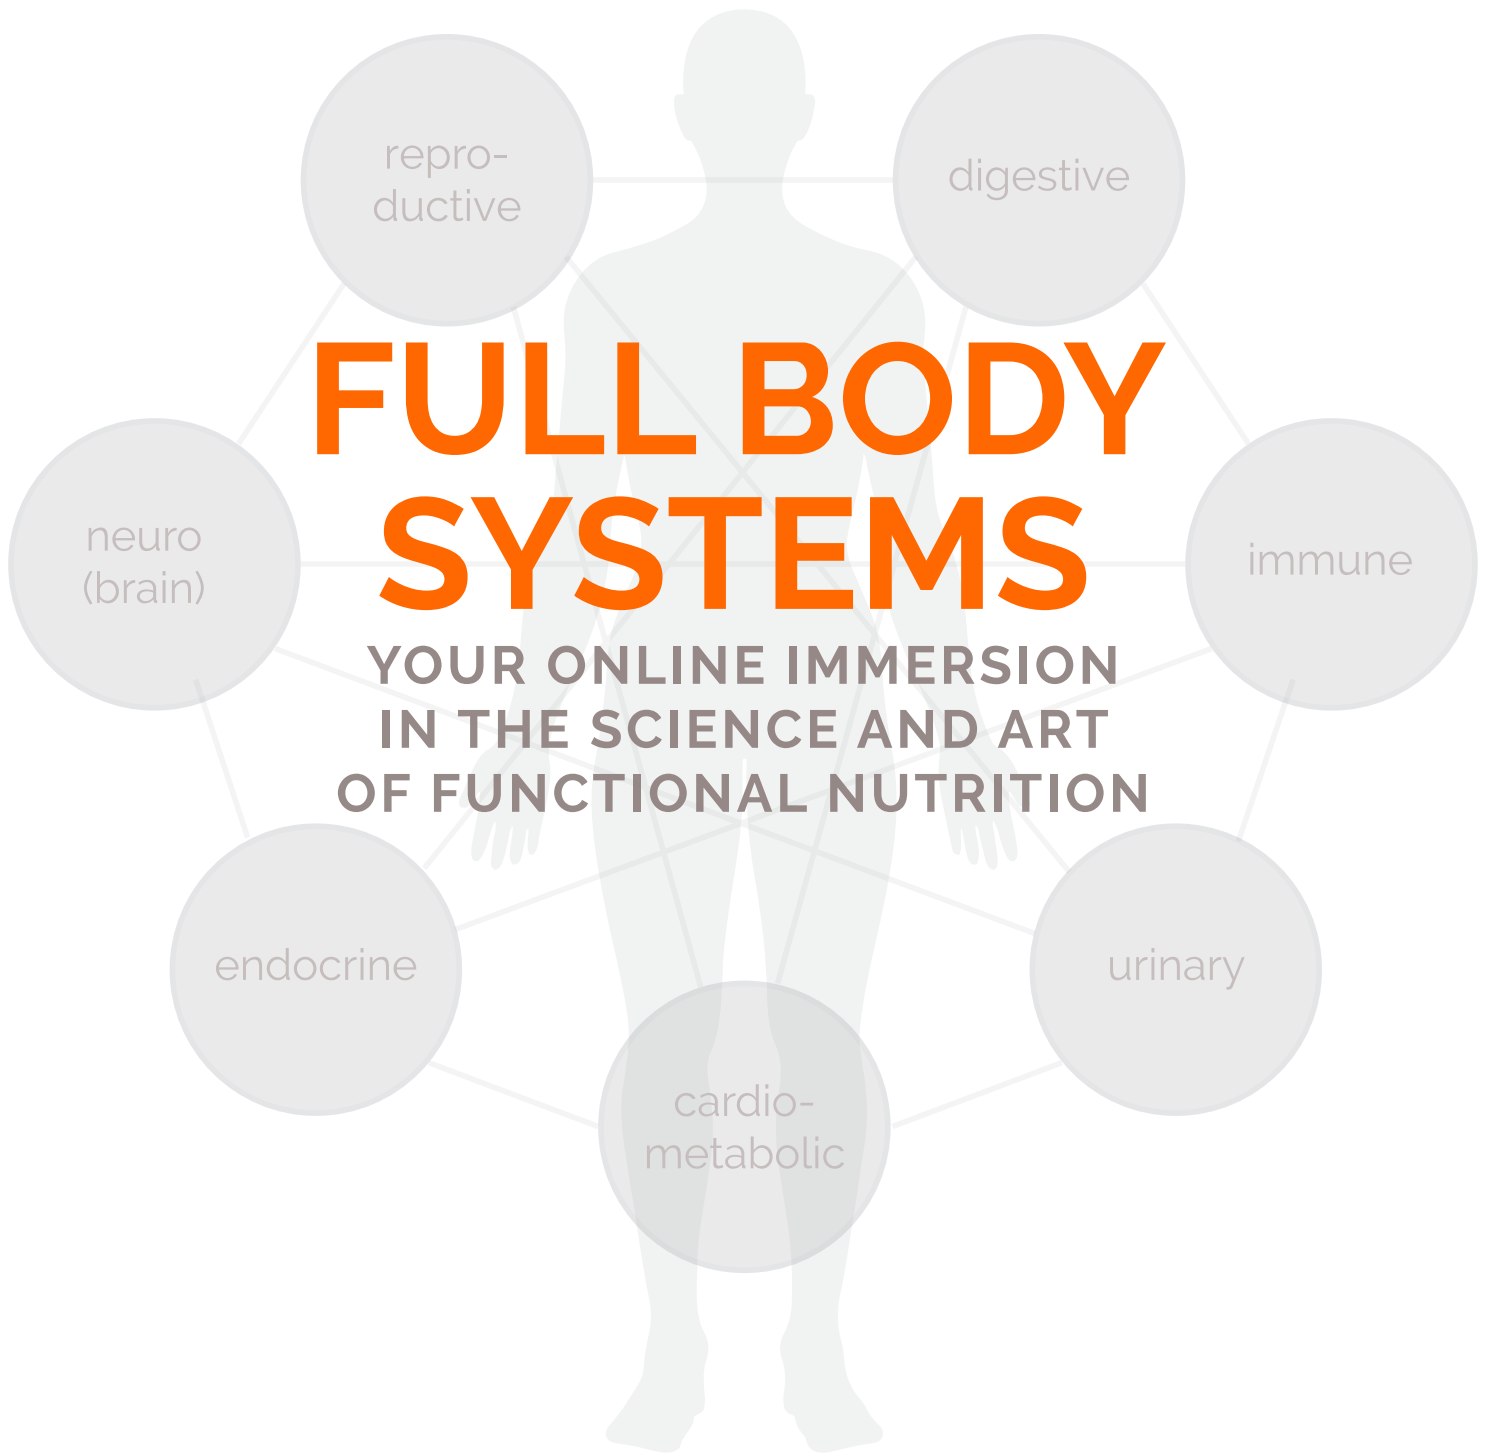 repro-
ductive
digestive
FULL BODY
SYSTEMS
neuro
(brain)
immune
YOUR ONLINE IMMERSION
IN THE SCIENCE AND ART
OF FUNCTIONAL NUTRITION
endocrine
urinary
cardio-
metabolic